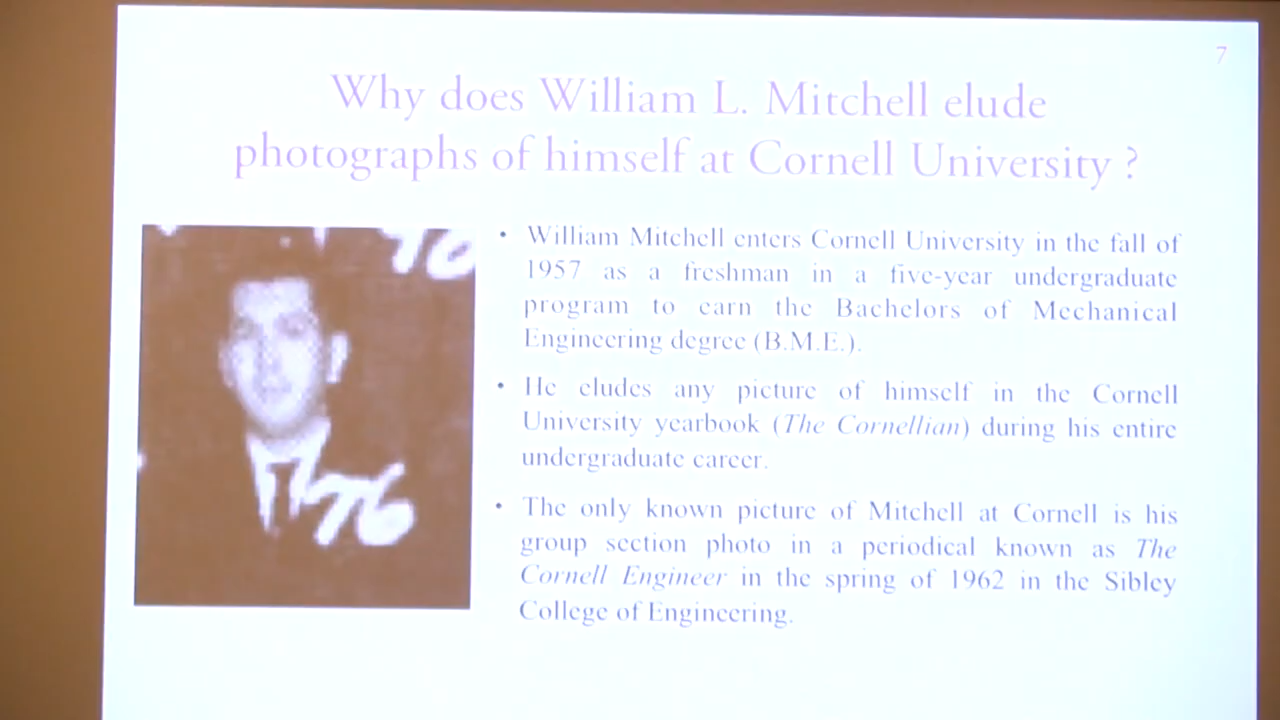 7
Why does William L. Mitchell elude
photographs of himself at Cornell University ?
76
76
• William Mitchell enters Cornell University in the fall of
1957 as a freshman in a five-year undergraduate
program to earn the Bachelors of Mechanical
Engineering degree (B.M.E.).
• He eludes any picture of himself in the Cornell
University yearbook (The Cornellian) during his entire
undergraduate career.
• The only known picture of Mitchell at Cornell is his
group section photo in a periodical known as The
Cornell Engineer in the spring of 1962 in the Sibley
College of Engineering.